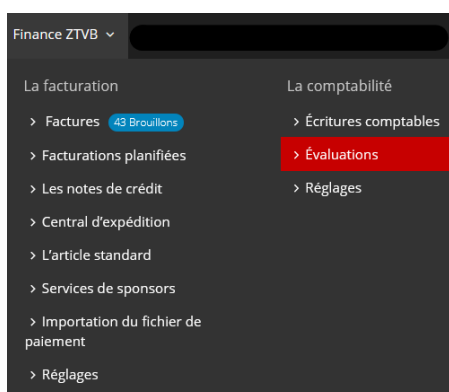 Finance ZTVB
La facturation
Factures 43 Brouillons
Facturations planifiées
Les notes de crédit
Central d'expédition
L'article standard
Services de sponsors
Importation du fichier de
paiement
Réglages
La comptabilité
Écritures comptables
Évaluations
Réglages